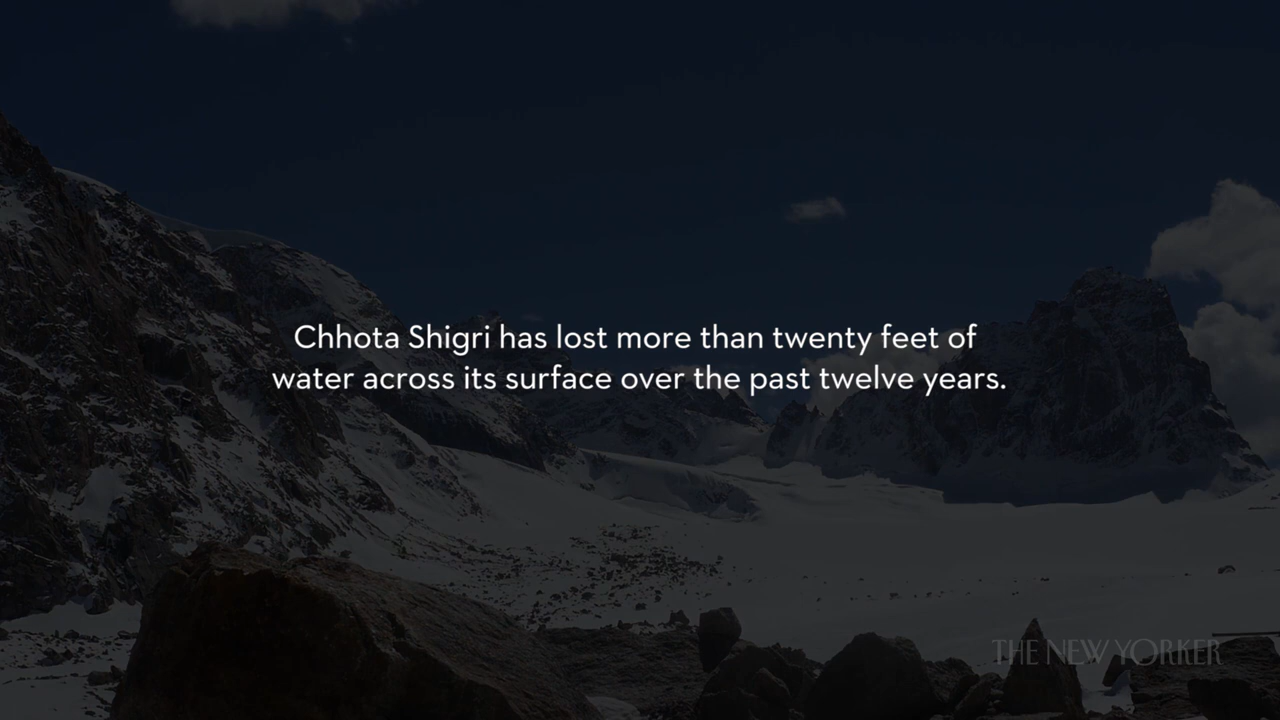 Chhota Shigri has lost more than twenty feet of
water across its surface over the past twelve years.
THE NEW YORKER